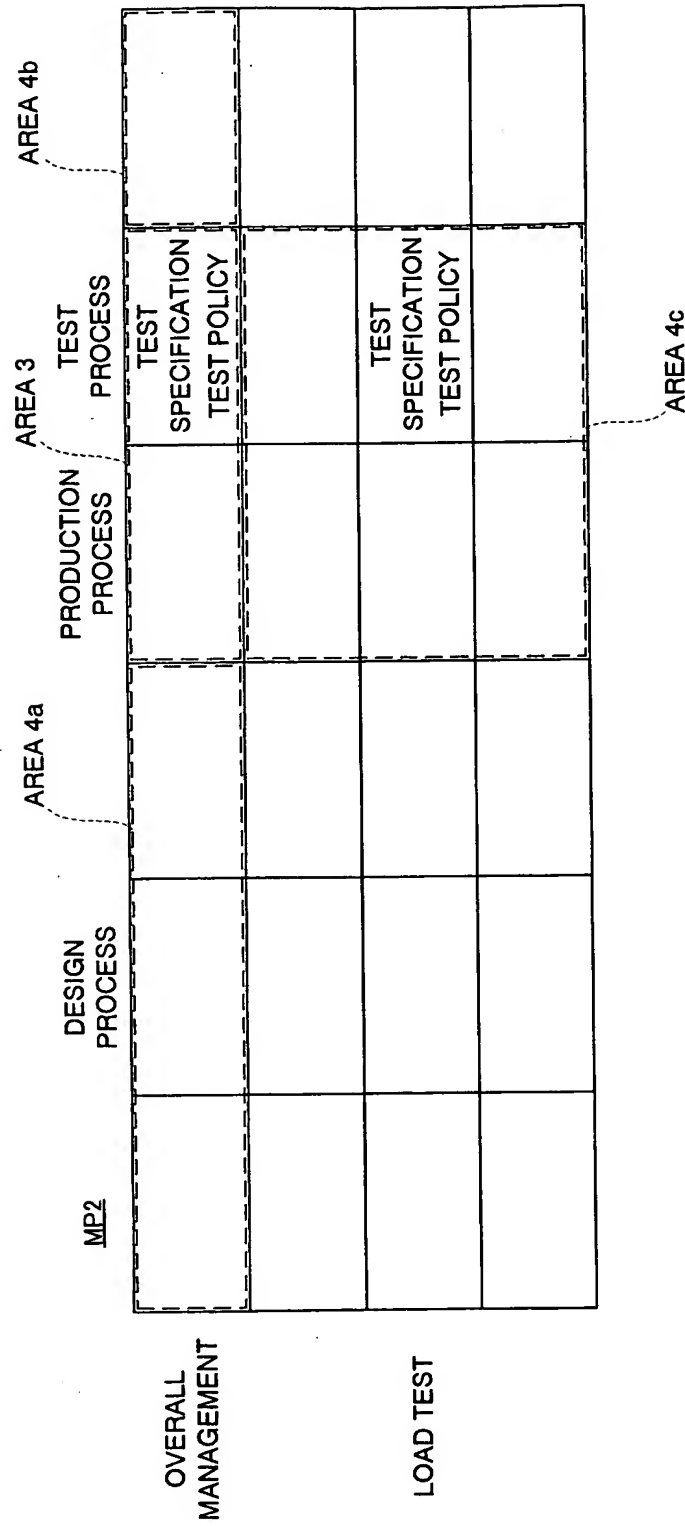 AREA 4a
AREA 3
AREA 4b
MP2
DESIGN
PROCESS
PRODUCTION
PROCESS
TEST
PROCESS
OVERALL
MANAGEMENT
TEST
SPECIFICATION
TEST POLICY
LOAD TEST
TEST
SPECIFICATION
TEST POLICY
AREA 4c